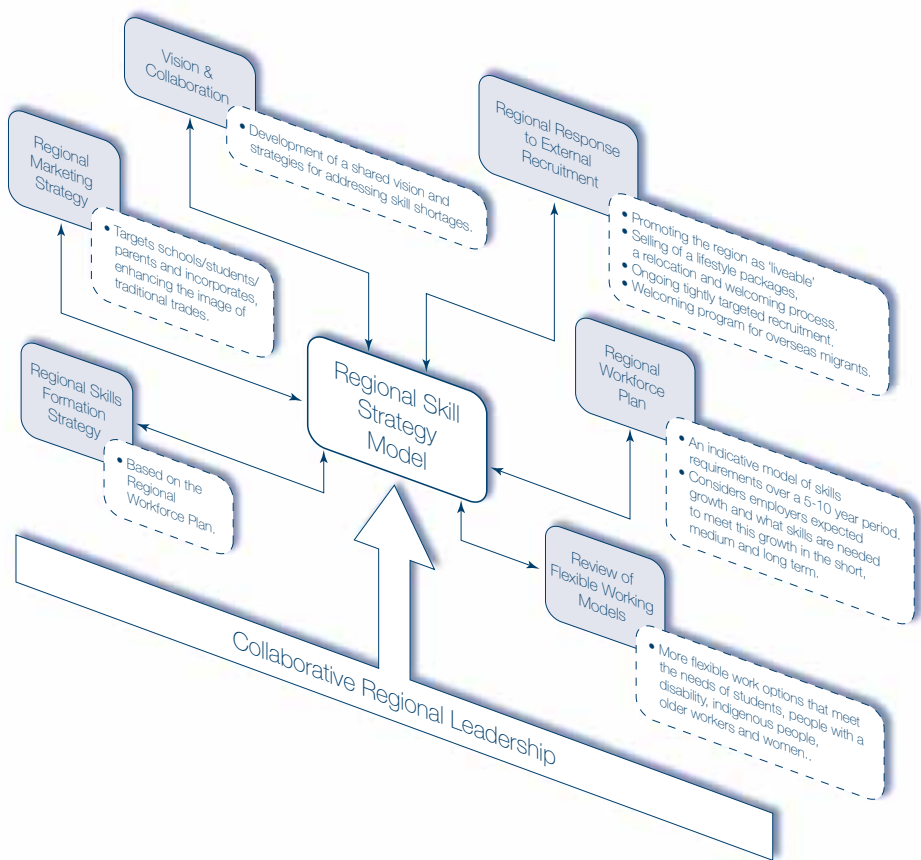 Vision &
Collaboration
• Development of a shared vision and
strategies for addressing skill shortages.
Regional Response
to External
Recruitment
• Promoting the region as 'liveable'
• Selling of a lifestyle packages,
a relocation and welcoming process.
• Ongoing tightly targeted recruitment.
• Welcoming program for overseas migrants.
Regional
Marketing
Strategy
• Targets schools/students/
parents and incorporates,
enhancing the image of
traditional trades.
Regional Skill
Strategy
Model
Regional
Workforce
Plan
• An indicative model of skills
requirements over a 5-10 year period.
• Considers employers expected
growth and what skills are needed
to meet this growth in the short,
medium and long term.
Regional Skills
Formation
Strategy
• Based on the
Regional
Workforce Plan.
Review of
Flexible Working
Models
• More flexible work options that meet
the needs of students, people with a
disability, indigenous people,
older workers and women..
Collaborative Regional Leadership